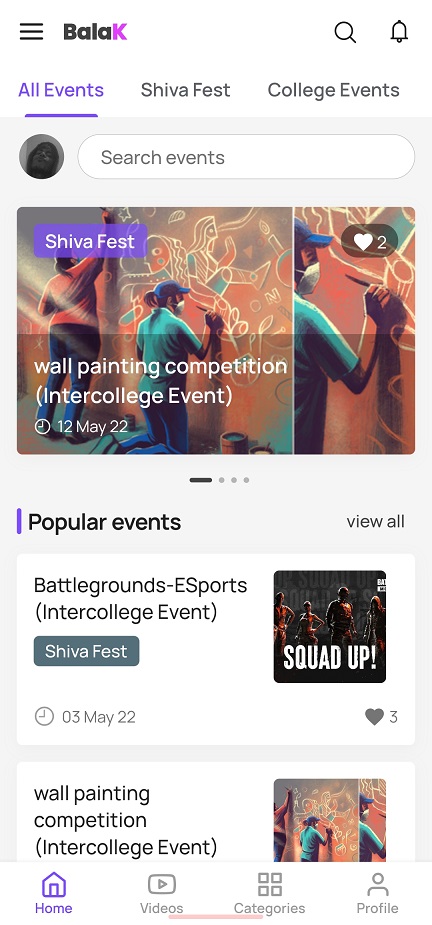 BalaK
All Events Shiva Fest College Events
Search events
Shiva Fest
2
wall painting competition
(Intercollege Event)
12 May 22
Popular events
view all
Battlegrounds-ESports
(Intercollege Event)
Shiva Fest
SQUAD UP!
03 May 22
3
wall painting
competition
(Intercollege Event)
Home Videos Categories Profile